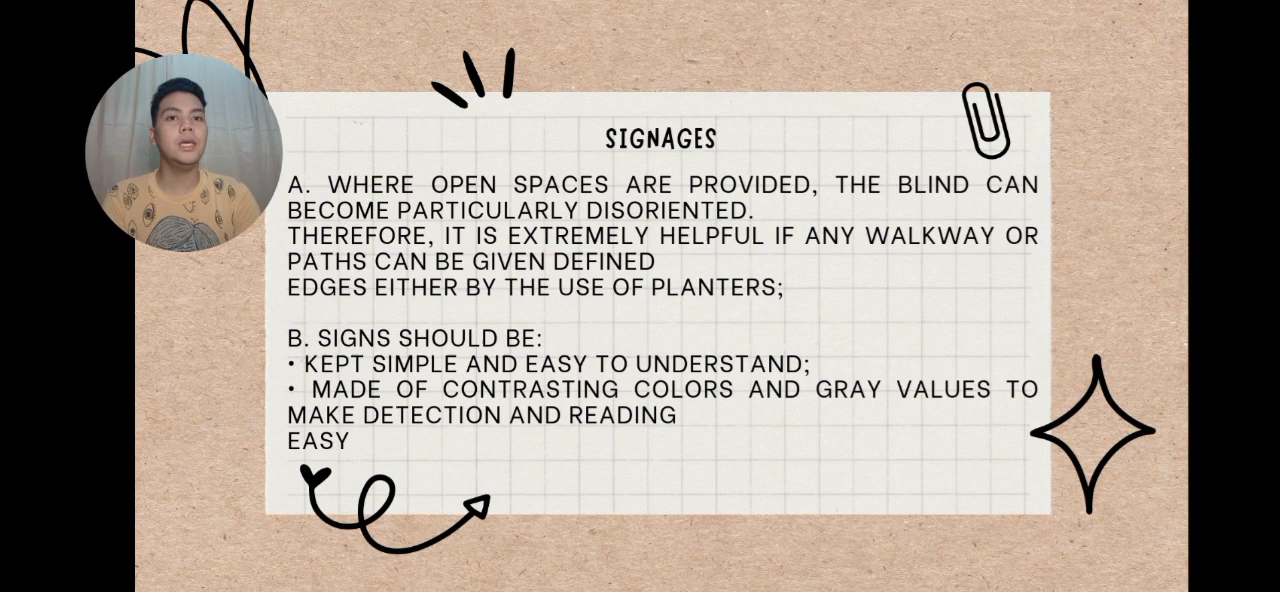 SIGNAGES
A. WHERE OPEN SPACES ARE PROVIDED, THE BLIND CAN
BECOME PARTICULARLY DISORIENTED.
THEREFORE, IT IS EXTREMELY HELPFUL IF ANY WALKWAY OR
PATHS CAN BE GIVEN DEFINED
EDGES EITHER BY THE USE OF PLANTERS;
B. SIGNS SHOULD BE:
• KEPT SIMPLE AND EASY TO UNDERSTAND;
• MADE OF CONTRASTING COLORS AND GRAY VALUES TO
MAKE DETECTION AND READING
EASY